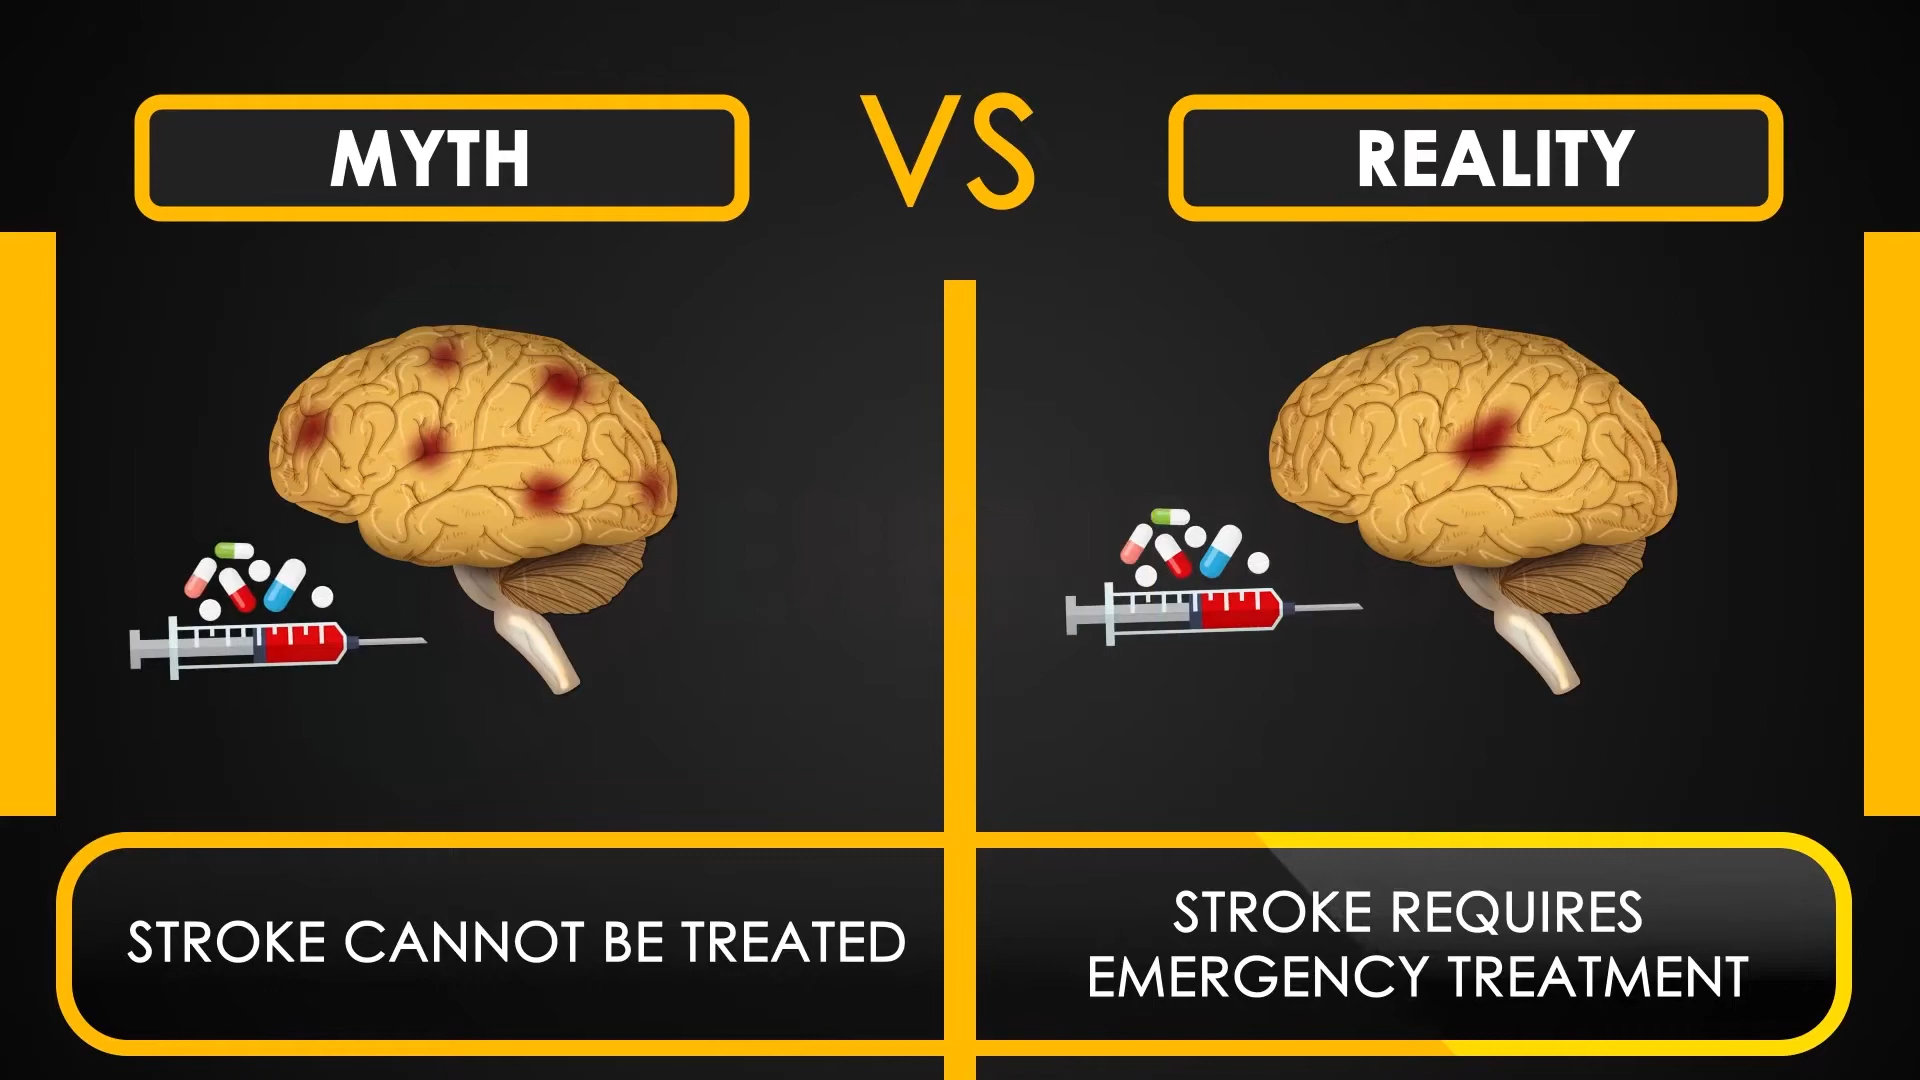 MYTH
VS
REALITY
STROKE CANNOT BE TREATED
STROKE REQUIRES
EMERGENCY TREATMENT